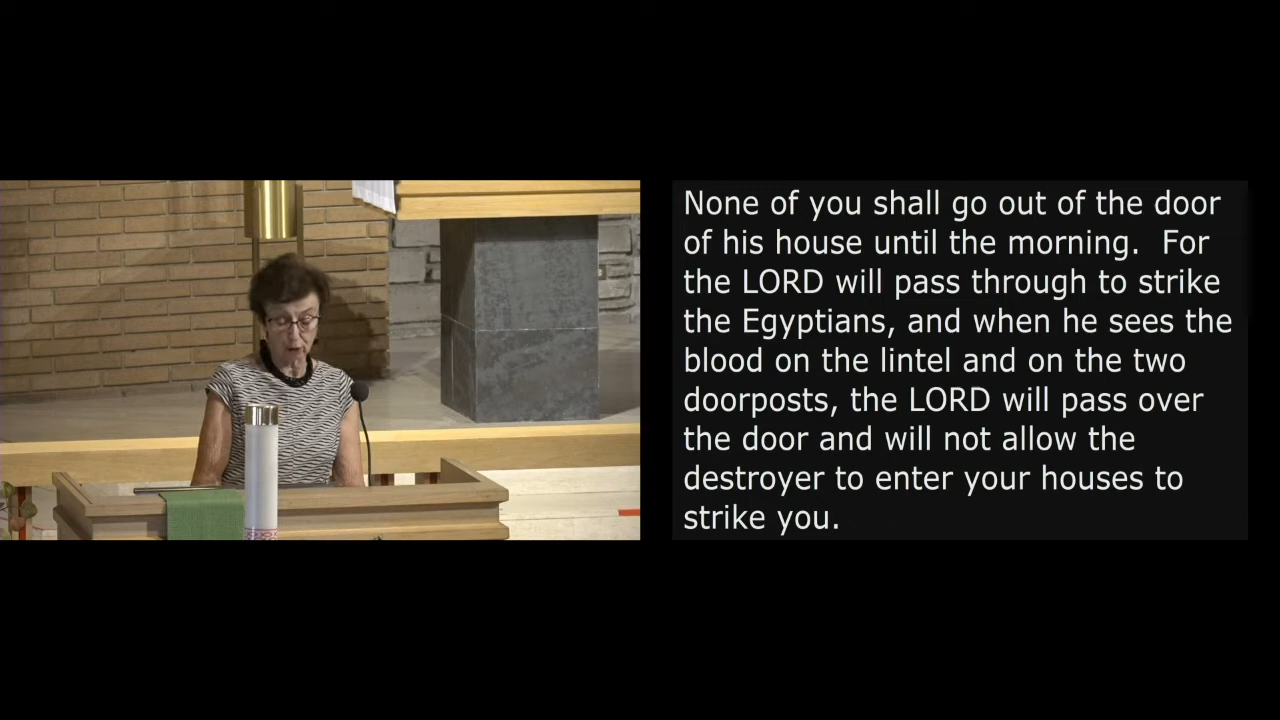 None of you shall go out of the door
of his house until the morning.  For
the LORD will pass through to strike
the Egyptians, and when he sees the
blood on the lintel and on the two
doorposts, the LORD will pass over
the door and will not allow the
destroyer to enter your houses to
strike you.